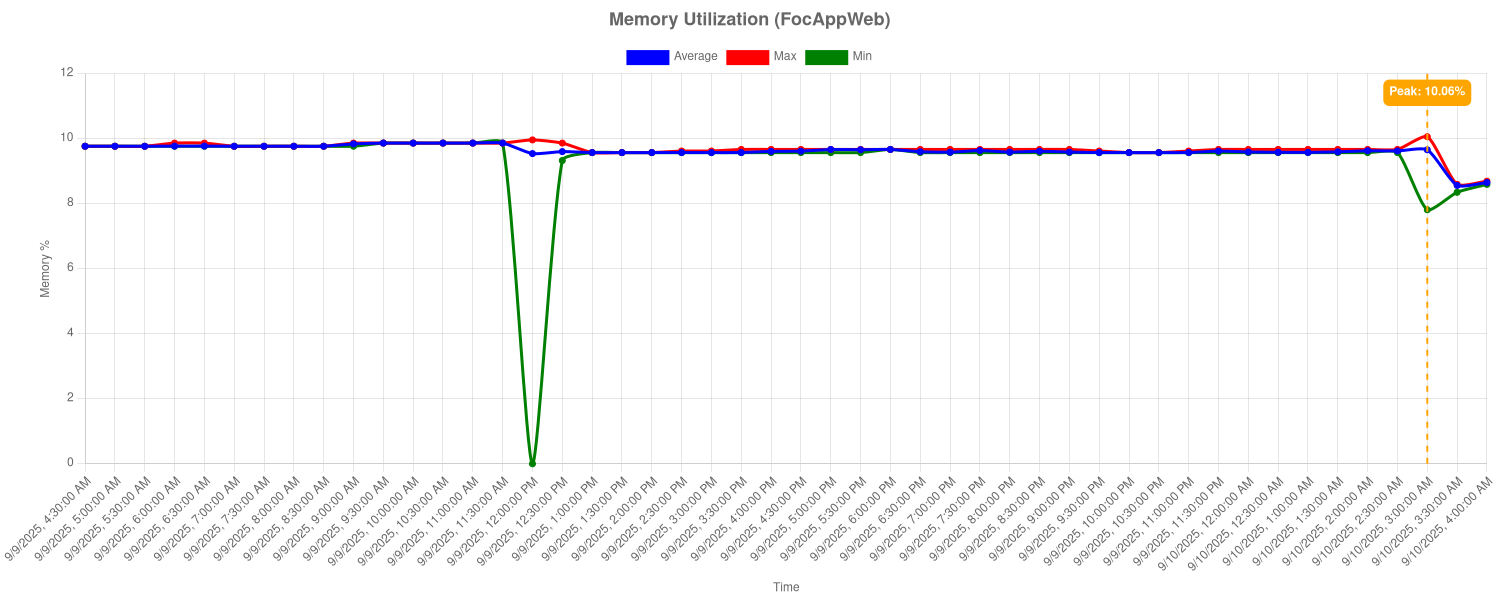 Memory Utilization (FocAppWeb)
Average Max Min
Peak: 10.06%
12
10
8
6
4
2
0
Memory %
9/9/2025, 4:30:00 AM
9/9/2025, 5:00:00 AM
9/9/2025, 5:30:00 AM
9/9/2025, 6:00:00 AM
9/9/2025, 6:30:00 AM
9/9/2025, 7:00:00 AM
9/9/2025, 7:30:00 AM
9/9/2025, 8:00:00 AM
9/9/2025, 8:30:00 AM
9/9/2025, 9:00:00 AM
9/9/2025, 9:30:00 AM
9/9/2025, 10:00:00 AM
9/9/2025, 10:30:00 AM
9/9/2025, 11:00:00 AM
9/9/2025, 11:30:00 AM
9/9/2025, 12:00:00 PM
9/9/2025, 12:30:00 PM
9/9/2025, 1:00:00 PM
9/9/2025, 1:30:00 PM
9/9/2025, 2:00:00 PM
9/9/2025, 2:30:00 PM
9/9/2025, 3:00:00 PM
9/9/2025, 3:30:00 PM
9/9/2025, 4:00:00 PM
9/9/2025, 4:30:00 PM
9/9/2025, 5:00:00 PM
9/9/2025, 5:30:00 PM
9/9/2025, 6:00:00 PM
9/9/2025, 6:30:00 PM
9/9/2025, 7:00:00 PM
9/9/2025, 7:30:00 PM
9/9/2025, 8:00:00 PM
9/9/2025, 8:30:00 PM
9/9/2025, 9:00:00 PM
9/9/2025, 9:30:00 PM
9/9/2025, 10:00:00 PM
9/9/2025, 10:30:00 PM
9/9/2025, 11:00:00 PM
9/9/2025, 11:30:00 PM
9/10/2025, 12:00:00 AM
9/10/2025, 12:30:00 AM
9/10/2025, 1:00:00 AM
9/10/2025, 1:30:00 AM
9/10/2025, 2:00:00 AM
9/10/2025, 2:30:00 AM
9/10/2025, 3:00:00 AM
9/10/2025, 3:30:00 AM
9/10/2025, 4:00:00 AM
Time